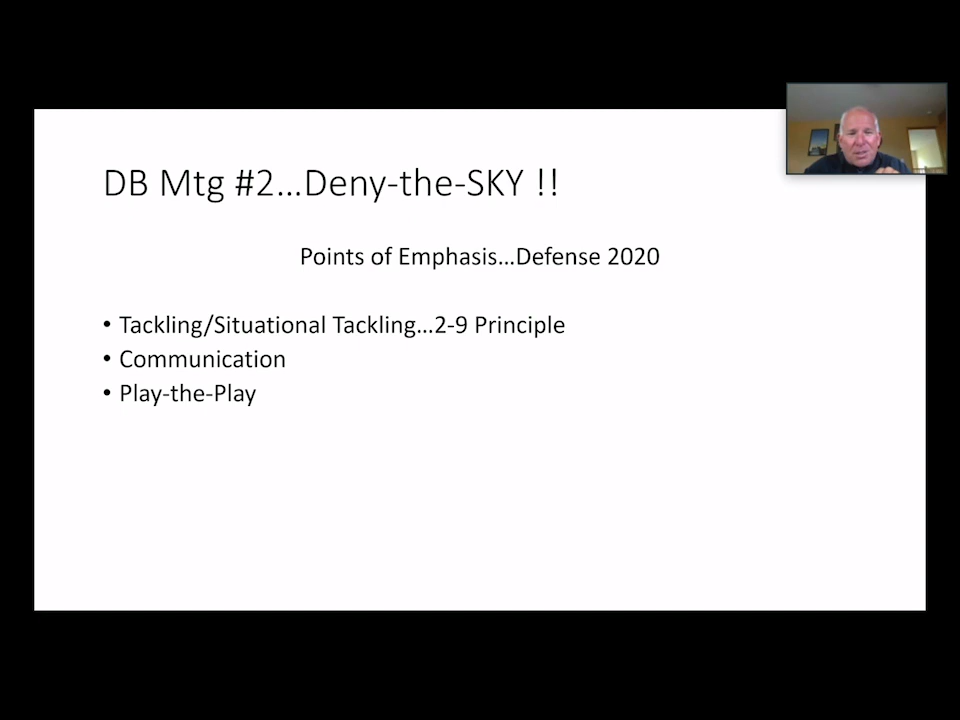 DB Mtg #2...Deny-the-SKY !!
Points of Emphasis...Defense 2020
• Tackling/Situational Tackling...2-9 Principle
• Communication
• Play-the-Play